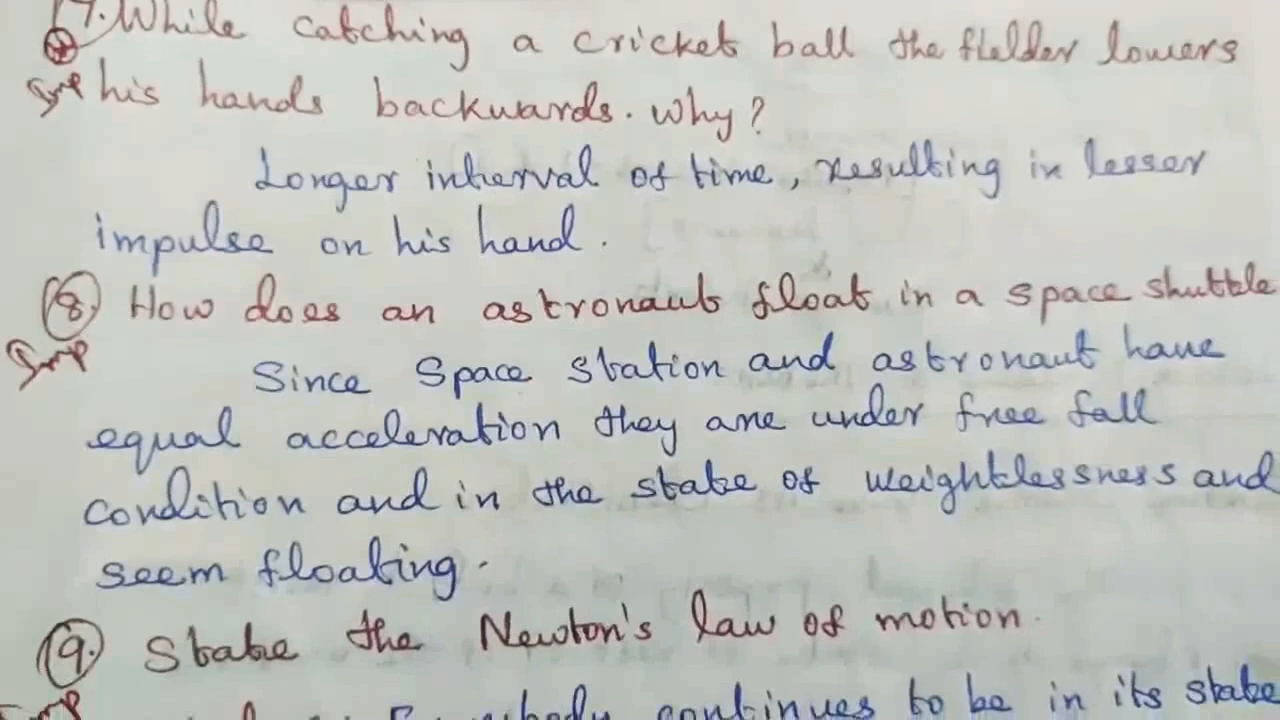 7. While catching a cricket ball the fielder lowers
Imp his hands backwards. Why?
Longer interval of time, resulting in lesser
impulse on his hand.
8. How does an astronaut float in a space shuttle
Imp
Since Space station and astronaut have
equal acceleration they are under free fall
condition and in the state of weightlessness and
seem floating.
9. State the Newton's law of motion.
body continues to be in its state